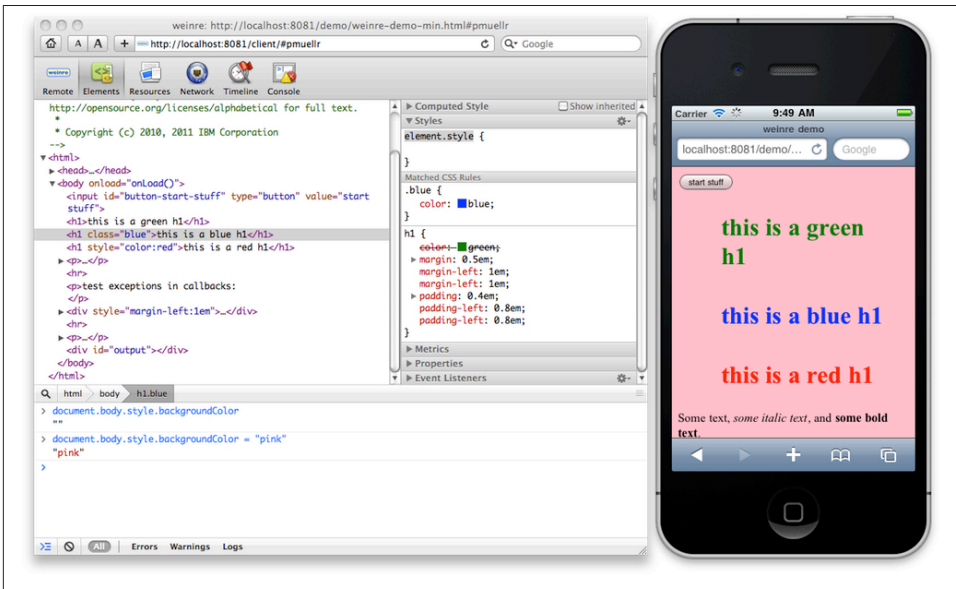 weinre: http://localhost:8081/demo/weinre-demo-min.html#pmuellr
A A + http://localhost:8081/client/#pmuellr Google
weinre
Remote Elements Resources Network Timeline Console
http://opensource.org/licenses/alphabetical for full text.
*
* Copyright (c) 2010, 2011 IBM Corporation
-->
▼<html>
▶<head>…</head>
▼<body onload="onLoad()">
<input id="button-start-stuff" type="button" value="start
stuff">
<h1>this is a green h1</h1>
<h1 class="blue">this is a blue h1</h1>
<h1 style="color:red">this is a red h1</h1>
▶<p>…</p>
<hr>
<p>test exceptions in callbacks:
</p>
▶<div style="margin-left:1em">…</div>
<hr>
▶<p>…</p>
<div id="output"></div>
</body>
</html>
▶ Computed Style Show inherited
▼ Styles
element.style {
}
Matched CSS Rules
.blue {
color: blue;
}
h1 {
color: green;
▶ margin: 0.5em;
margin-left: 1em;
margin-left: 1em;
▶ padding: 0.4em;
padding-left: 0.8em;
padding-left: 0.8em;
}
▶ Metrics
▶ Properties
▶ Event Listeners
html body h1.blue
> document.body.style.backgroundColor
""
> document.body.style.backgroundColor = "pink"
"pink"
>
All Errors Warnings Logs
Carrier 9:49 AM
weinre demo
localhost:8081/demo/... Google
start stuff
this is a green
h1
this is a blue h1
this is a red h1
Some text, some italic text, and some bold
text.